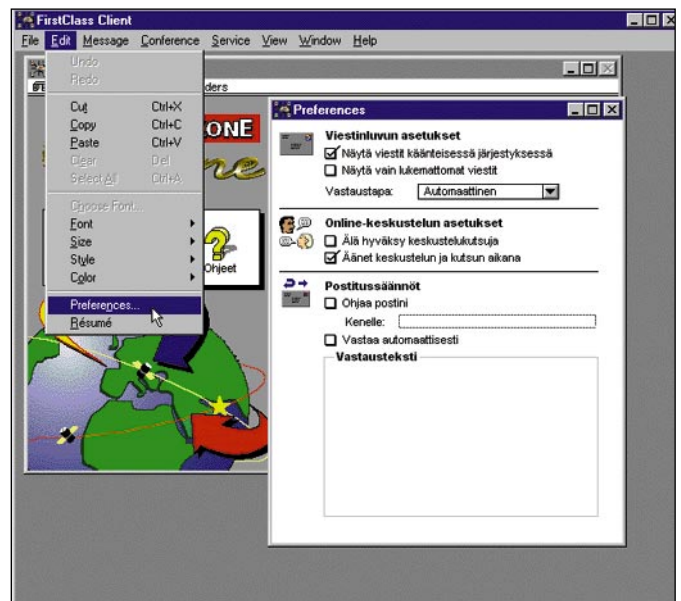 FirstClass Client
File Edit Message Conference Service View Window Help
Undo
Redo
Cut Ctrl+X
Copy Ctrl+C
Paste Ctrl+V
Clear Del
Select All Ctrl+A
Choose Font...
Font
Size
Style
Color
Preferences...
Résumé
ders
ONE
ne
Ohjeet
Preferences
Viestinluvun asetukset
Näytä viestit käänteisessä järjestyksessä
Näytä vain lukemattomat viestit
Vastaustapa: Automaattinen
Online-keskustelun asetukset
Älä hyväksy keskustelukutsuja
Äänet keskustelun ja kutsun aikana
Postitussäännöt
Ohjaa postini
Kenelle:
Vastaa automaattisesti
Vastausteksti